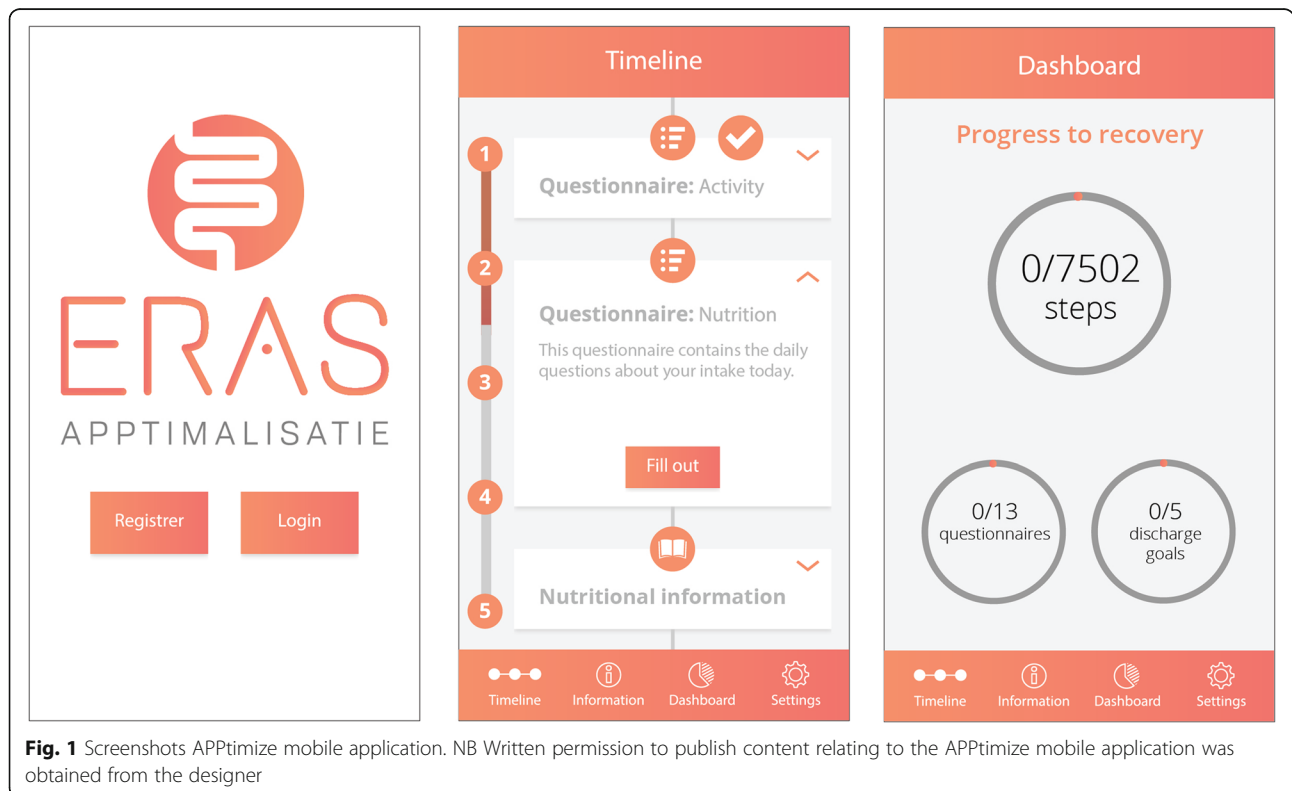 ERAS
APPTIMALISATIE
Registrer
Login
Timeline
1
Questionnaire: Activity
2
Questionnaire: Nutrition
This questionnaire contains the daily
questions about your intake today.
3
Fill out
4
Nutritional information
5
Timeline Information Dashboard Settings
Dashboard
Progress to recovery
0/7502
steps
0/13
questionnaires
0/5
discharge
goals
Timeline Information Dashboard Settings
Fig. 1 Screenshots APPtimize mobile application. NB Written permission to publish content relating to the APPtimize mobile application was
obtained from the designer